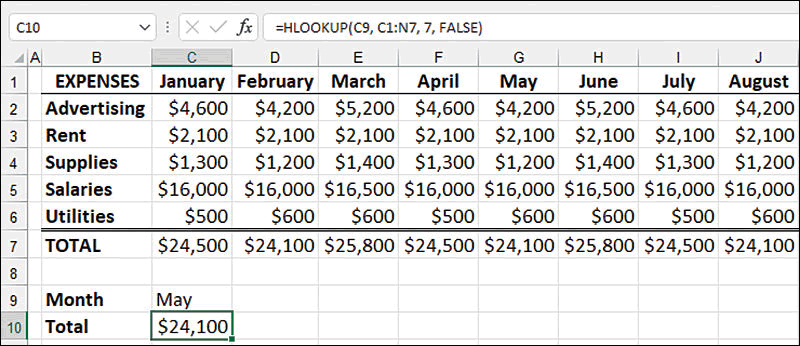 C10 fx =HLOOKUP(C9, C1:N7, 7, FALSE)
A B C D E F G H I J
1 EXPENSES January February March April May June July August
2 Advertising $4,600 $4,200 $5,200 $4,600 $4,200 $5,200 $4,600 $4,200
3 Rent $2,100 $2,100 $2,100 $2,100 $2,100 $2,100 $2,100 $2,100
4 Supplies $1,300 $1,200 $1,400 $1,300 $1,200 $1,400 $1,300 $1,200
5 Salaries $16,000 $16,000 $16,500 $16,000 $16,000 $16,500 $16,000 $16,000
6 Utilities $500 $600 $600 $500 $600 $600 $500 $600
7 TOTAL $24,500 $24,100 $25,800 $24,500 $24,100 $25,800 $24,500 $24,100
8
9 Month May
10 Total $24,100